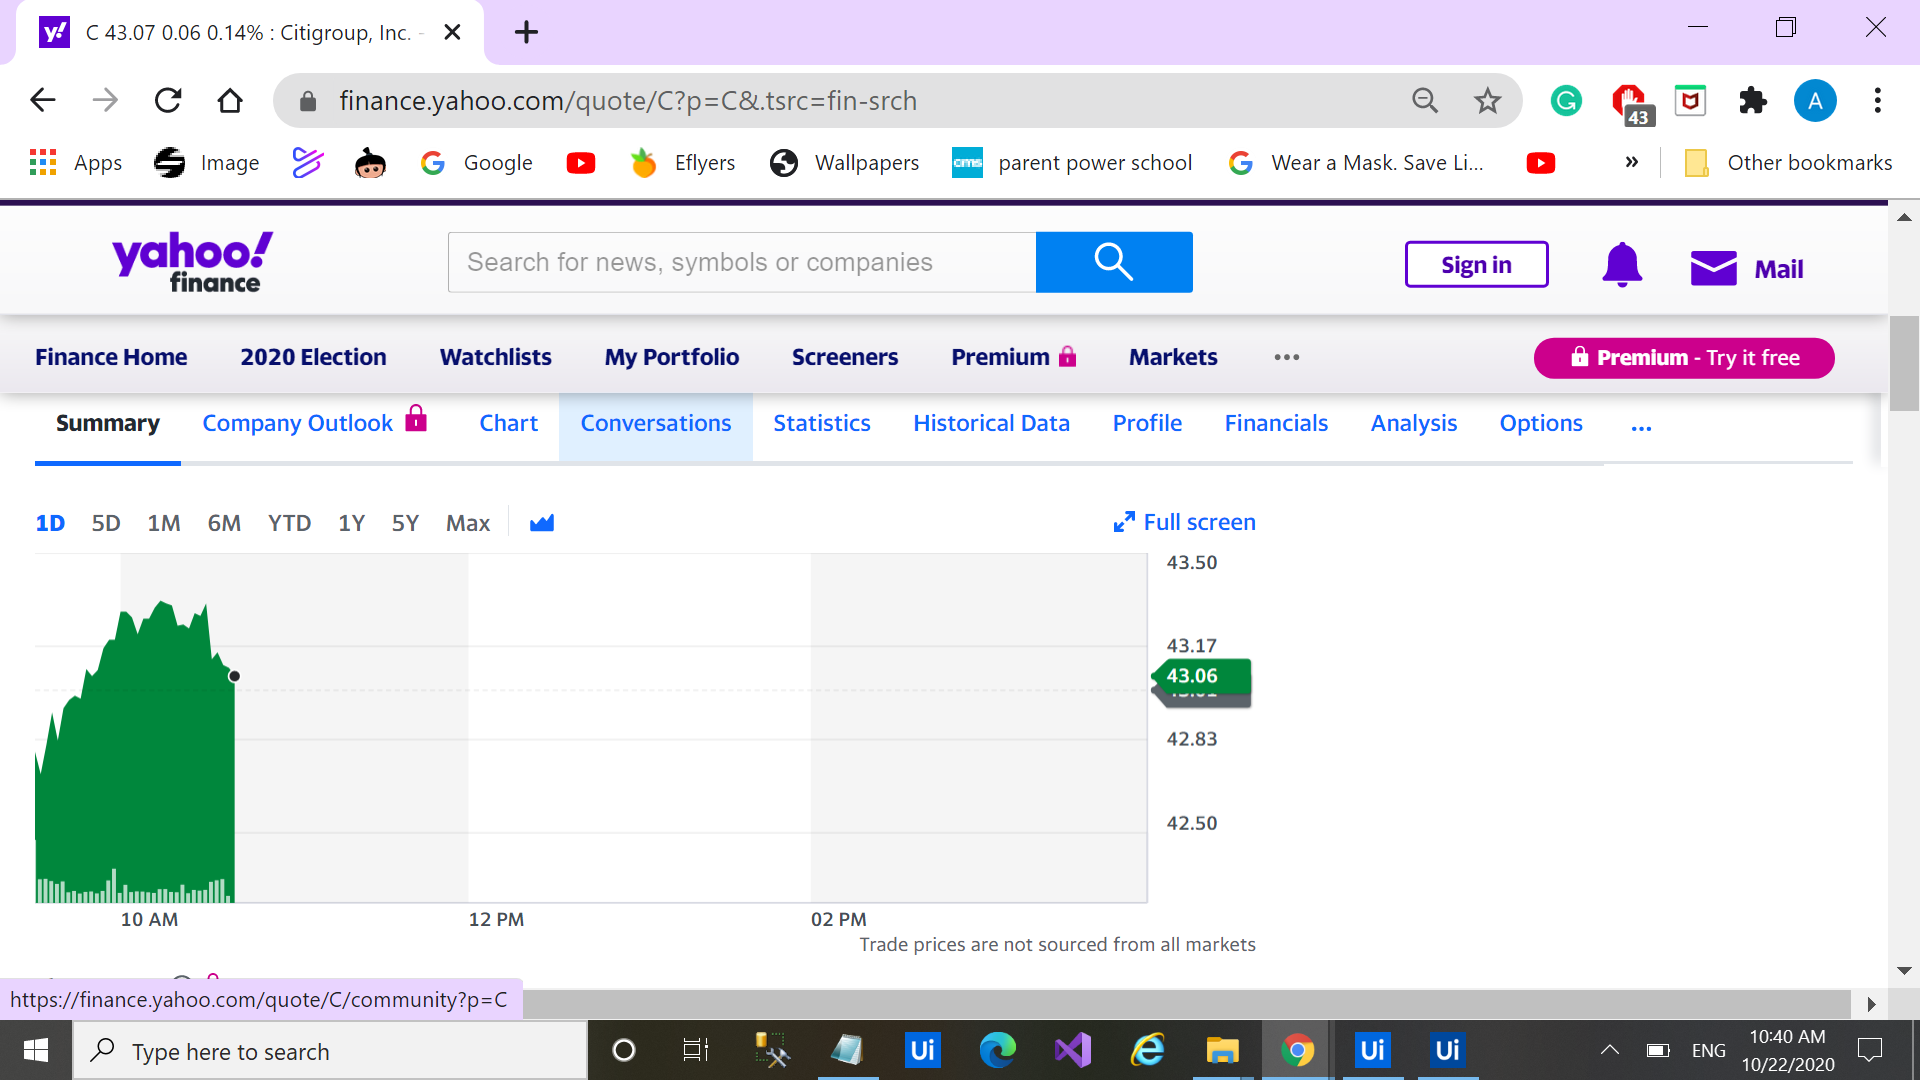 C 43.07 0.06 0.14% : Citigroup, Inc. -
finance.yahoo.com/quote/C?p=C&.tsrc=fin-srch
43
A
Apps
Image
Google
Eflyers
Wallpapers
cms
parent power school
Wear a Mask. Save Li...
»
Other bookmarks
yahoo!
finance
Search for news, symbols or companies
Sign in
Mail
Finance Home 2020 Election Watchlists My Portfolio Screeners Premium Markets ...
Premium - Try it free
Summary Company Outlook Chart Conversations Statistics Historical Data Profile Financials Analysis Options ...
1D 5D 1M 6M YTD 1Y 5Y Max
Full screen
43.50
43.17
43.06
42.83
42.50
10 AM 12 PM 02 PM
Trade prices are not sourced from all markets
https://finance.yahoo.com/quote/C/community?p=C
Type here to search
Ui
Ui
Ui
ENG
10:40 AM
10/22/2020